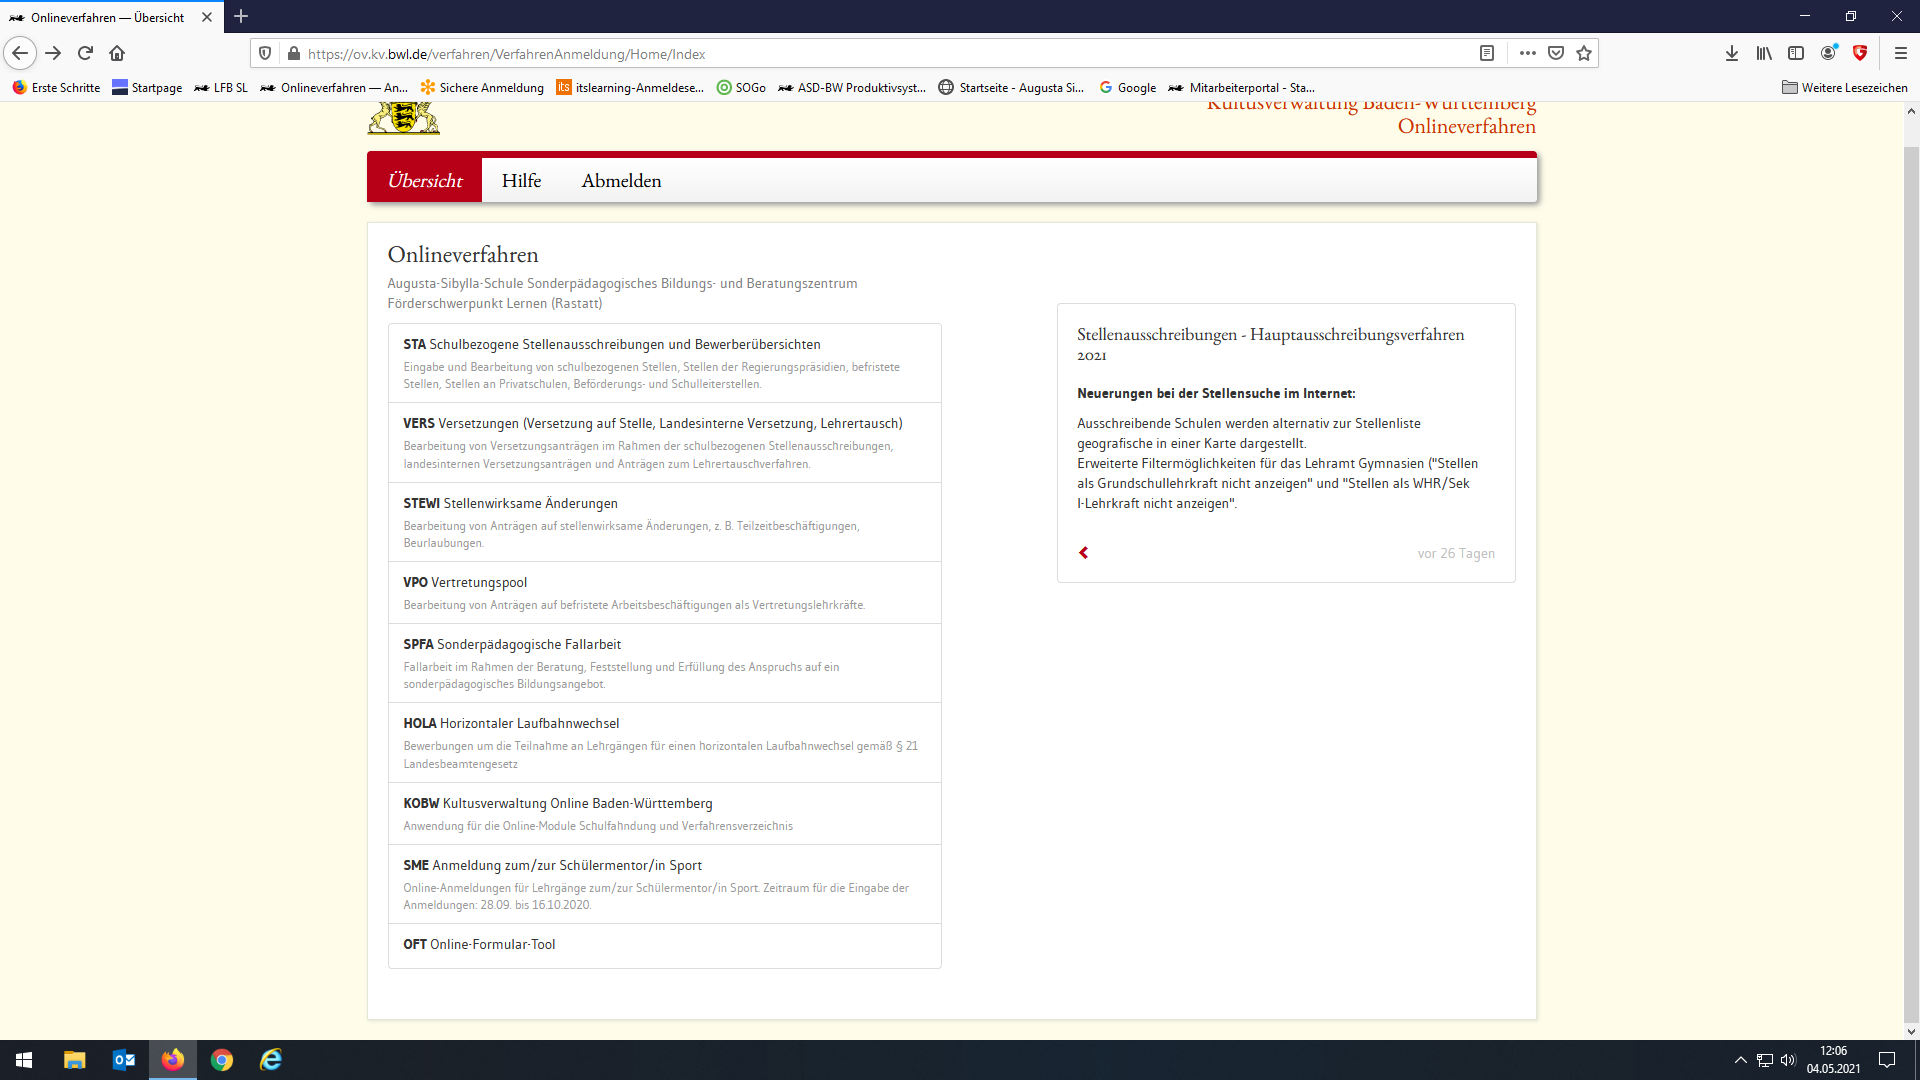 Onlineverfahren — Übersicht
https://ov.kv.bwl.de/verfahren/VerfahrenAnmeldung/Home/Index
Erste Schritte
Startpage
LFB SL
Onlineverfahren — An...
Sichere Anmeldung
its itslearning-Anmeldese...
SOGo
ASD-BW Produktivsyst...
Startseite - Augusta Si...
Google
Mitarbeiterportal - Sta...
Weitere Lesezeichen
Kultusverwaltung Baden-Württemberg
Onlineverfahren
Übersicht
Hilfe
Abmelden
Onlineverfahren
Augusta-Sibylla-Schule Sonderpädagogisches Bildungs- und Beratungszentrum
Förderschwerpunkt Lernen (Rastatt)
STA Schulbezogene Stellenausschreibungen und Bewerberübersichten
Eingabe und Bearbeitung von schulbezogenen Stellen, Stellen der Regierungspräsidien, befristete
Stellen, Stellen an Privatschulen, Beförderungs- und Schulleiterstellen.
VERS Versetzungen (Versetzung auf Stelle, Landesinterne Versetzung, Lehrertausch)
Bearbeitung von Versetzungsanträgen im Rahmen der schulbezogenen Stellenausschreibungen,
landesinternen Versetzungsanträgen und Anträgen zum Lehrertauschverfahren.
STEWI Stellenwirksame Änderungen
Bearbeitung von Anträgen auf stellenwirksame Änderungen, z. B. Teilzeitbeschäftigungen,
Beurlaubungen.
VPO Vertretungspool
Bearbeitung von Anträgen auf befristete Arbeitsbeschäftigungen als Vertretungslehrkräfte.
SPFA Sonderpädagogische Fallarbeit
Fallarbeit im Rahmen der Beratung, Feststellung und Erfüllung des Anspruchs auf ein
sonderpädagogisches Bildungsangebot.
HOLA Horizontaler Laufbahnwechsel
Bewerbungen um die Teilnahme an Lehrgängen für einen horizontalen Laufbahnwechsel gemäß § 21
Landesbeamtengesetz
KOBW Kultusverwaltung Online Baden-Württemberg
Anwendung für die Online-Module Schulfahndung und Verfahrensverzeichnis
SME Anmeldung zum/zur Schülermentor/in Sport
Online-Anmeldungen für Lehrgänge zum/zur Schülermentor/in Sport. Zeitraum für die Eingabe der
Anmeldungen: 28.09. bis 16.10.2020.
OFT Online-Formular-Tool
Stellenausschreibungen - Hauptausschreibungsverfahren
2021
Neuerungen bei der Stellensuche im Internet:
Ausschreibende Schulen werden alternativ zur Stellenliste
geografische in einer Karte dargestellt.
Erweiterte Filtermöglichkeiten für das Lehramt Gymnasien ("Stellen
als Grundschullehrkraft nicht anzeigen" und "Stellen als WHR/Sek
I-Lehrkraft nicht anzeigen".
vor 26 Tagen
12:06
04.05.2021